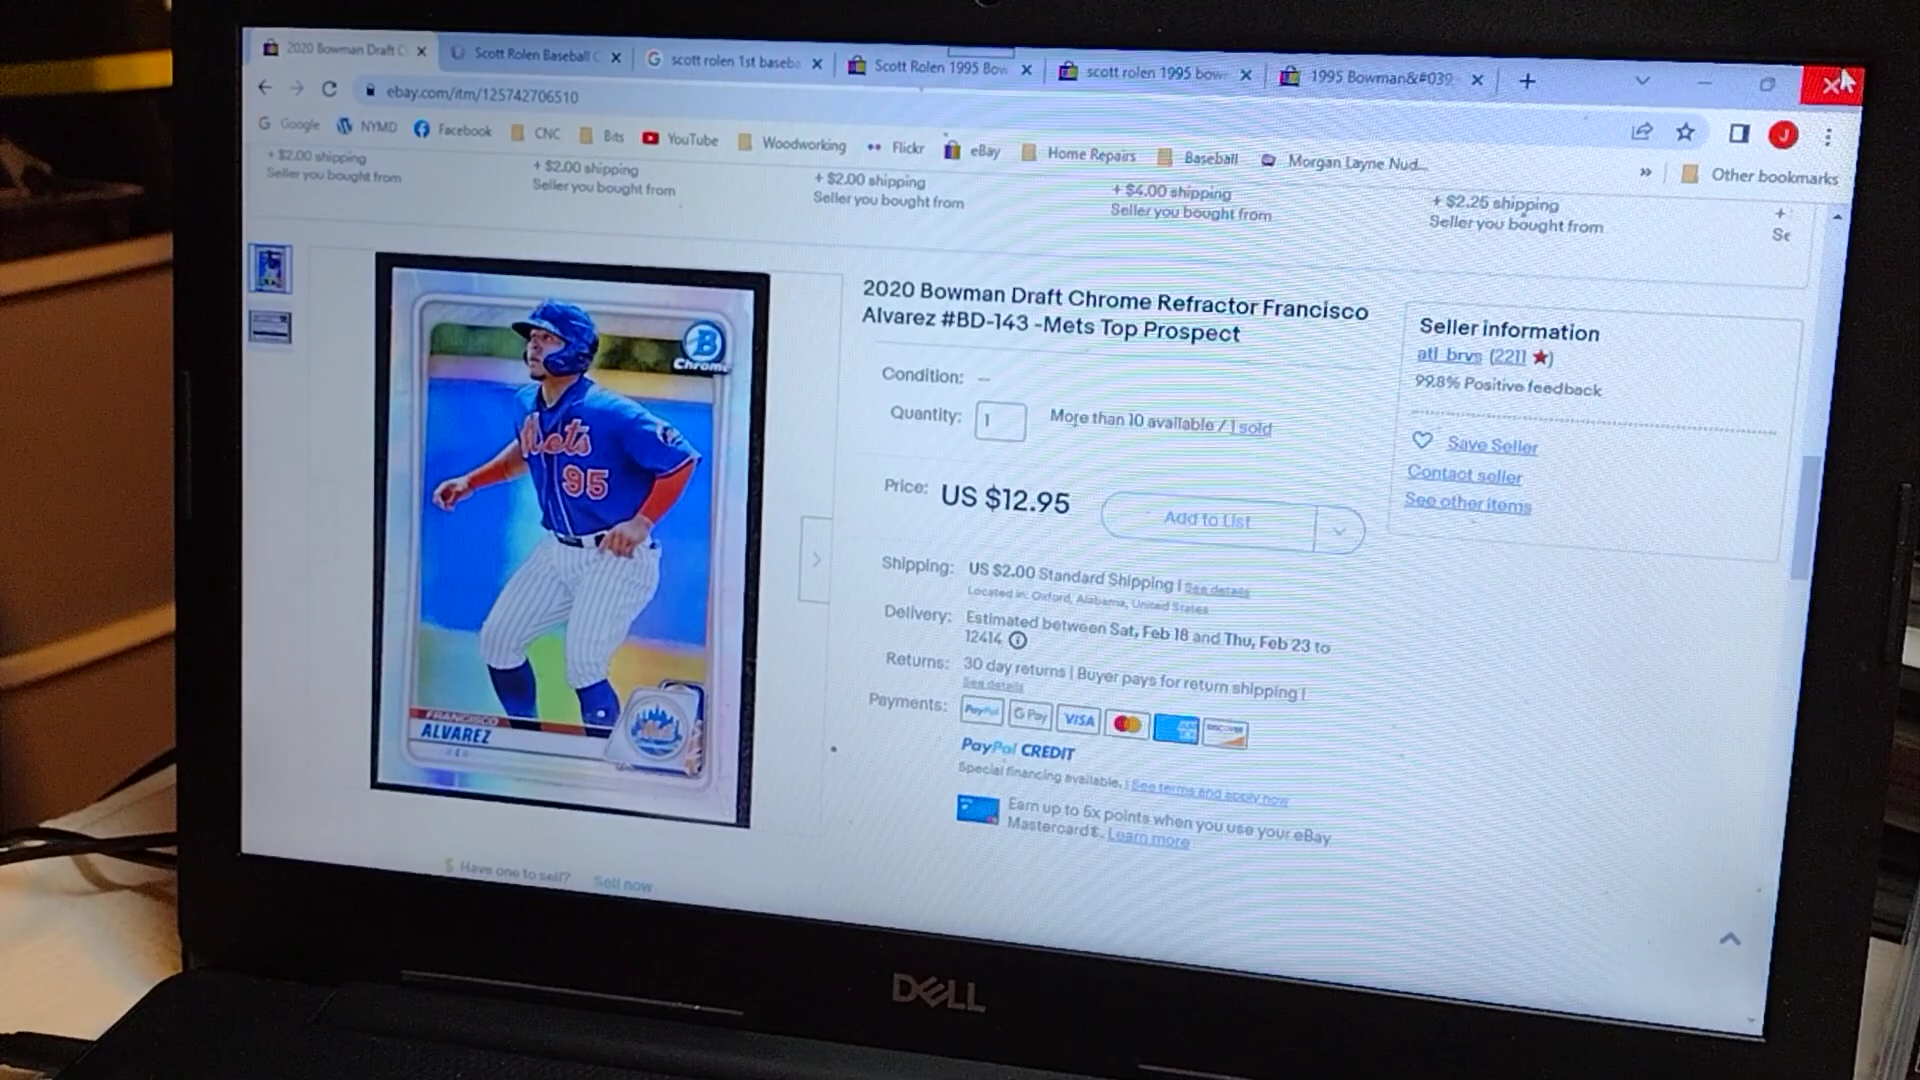 2020 Bowman Draft C
Scott Rolen Baseball C
scott rolen 1st baseba
Scott Rolen 1995 Bow
scott rolen 1995 bow
1995 Bowman&#039
ebay.com/itm/125742706510
Google
NYMD
Facebook
CNC
Bits
YouTube
Woodworking
Flickr
eBay
Home Repairs
Baseball
Morgan Layne Nud...
Other bookmarks
J
+ $2.00 shipping
Seller you bought from
+ $2.00 shipping
Seller you bought from
+ $2.00 shipping
Seller you bought from
+ $4.00 shipping
Seller you bought from
+ $2.25 shipping
Seller you bought from
+
Se
B
Chrome
Mets
95
FRANCISCO
ALVAREZ
2020 Bowman Draft Chrome Refractor Francisco
Alvarez #BD-143 -Mets Top Prospect
Condition: --
Quantity: 1 More than 10 available / 1 sold
Price: US $12.95
Add to List
Shipping: US $2.00 Standard Shipping | See details
Located in: Oxford, Alabama, United States
Delivery: Estimated between Sat, Feb 18 and Thu, Feb 23 to
12414
Returns: 30 day returns | Buyer pays for return shipping |
See details
Payments: PayPal G Pay VISA DISCOVER
PayPal CREDIT
Special financing available. | See terms and apply now
Earn up to 5x points when you use your eBay
Mastercard®. Learn more
Seller information
atl_brvs (2211 ★)
99.8% Positive feedback
Save Seller
Contact seller
See other items
$ Have one to sell? Sell now
DELL